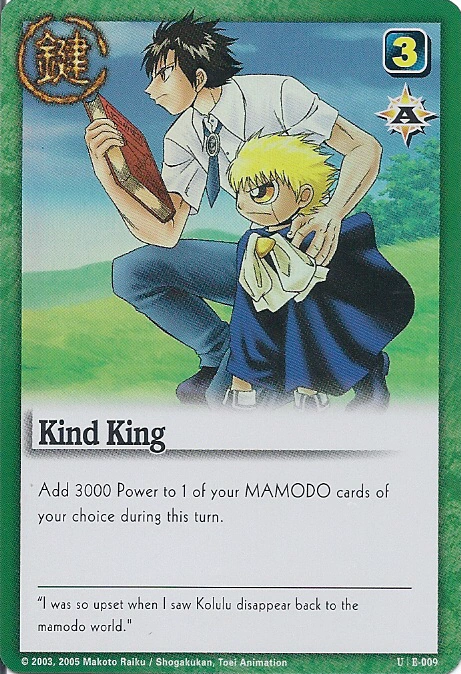 鍵
3
A
Kind King
Add 3000 Power to 1 of your MAMODO cards of
your choice during this turn.
"I was so upset when I saw Kolulu disappear back to the
mamodo world."
© 2003, 2005 Makoto Raiku / Shogakukan, Toei Animation
U | E-009